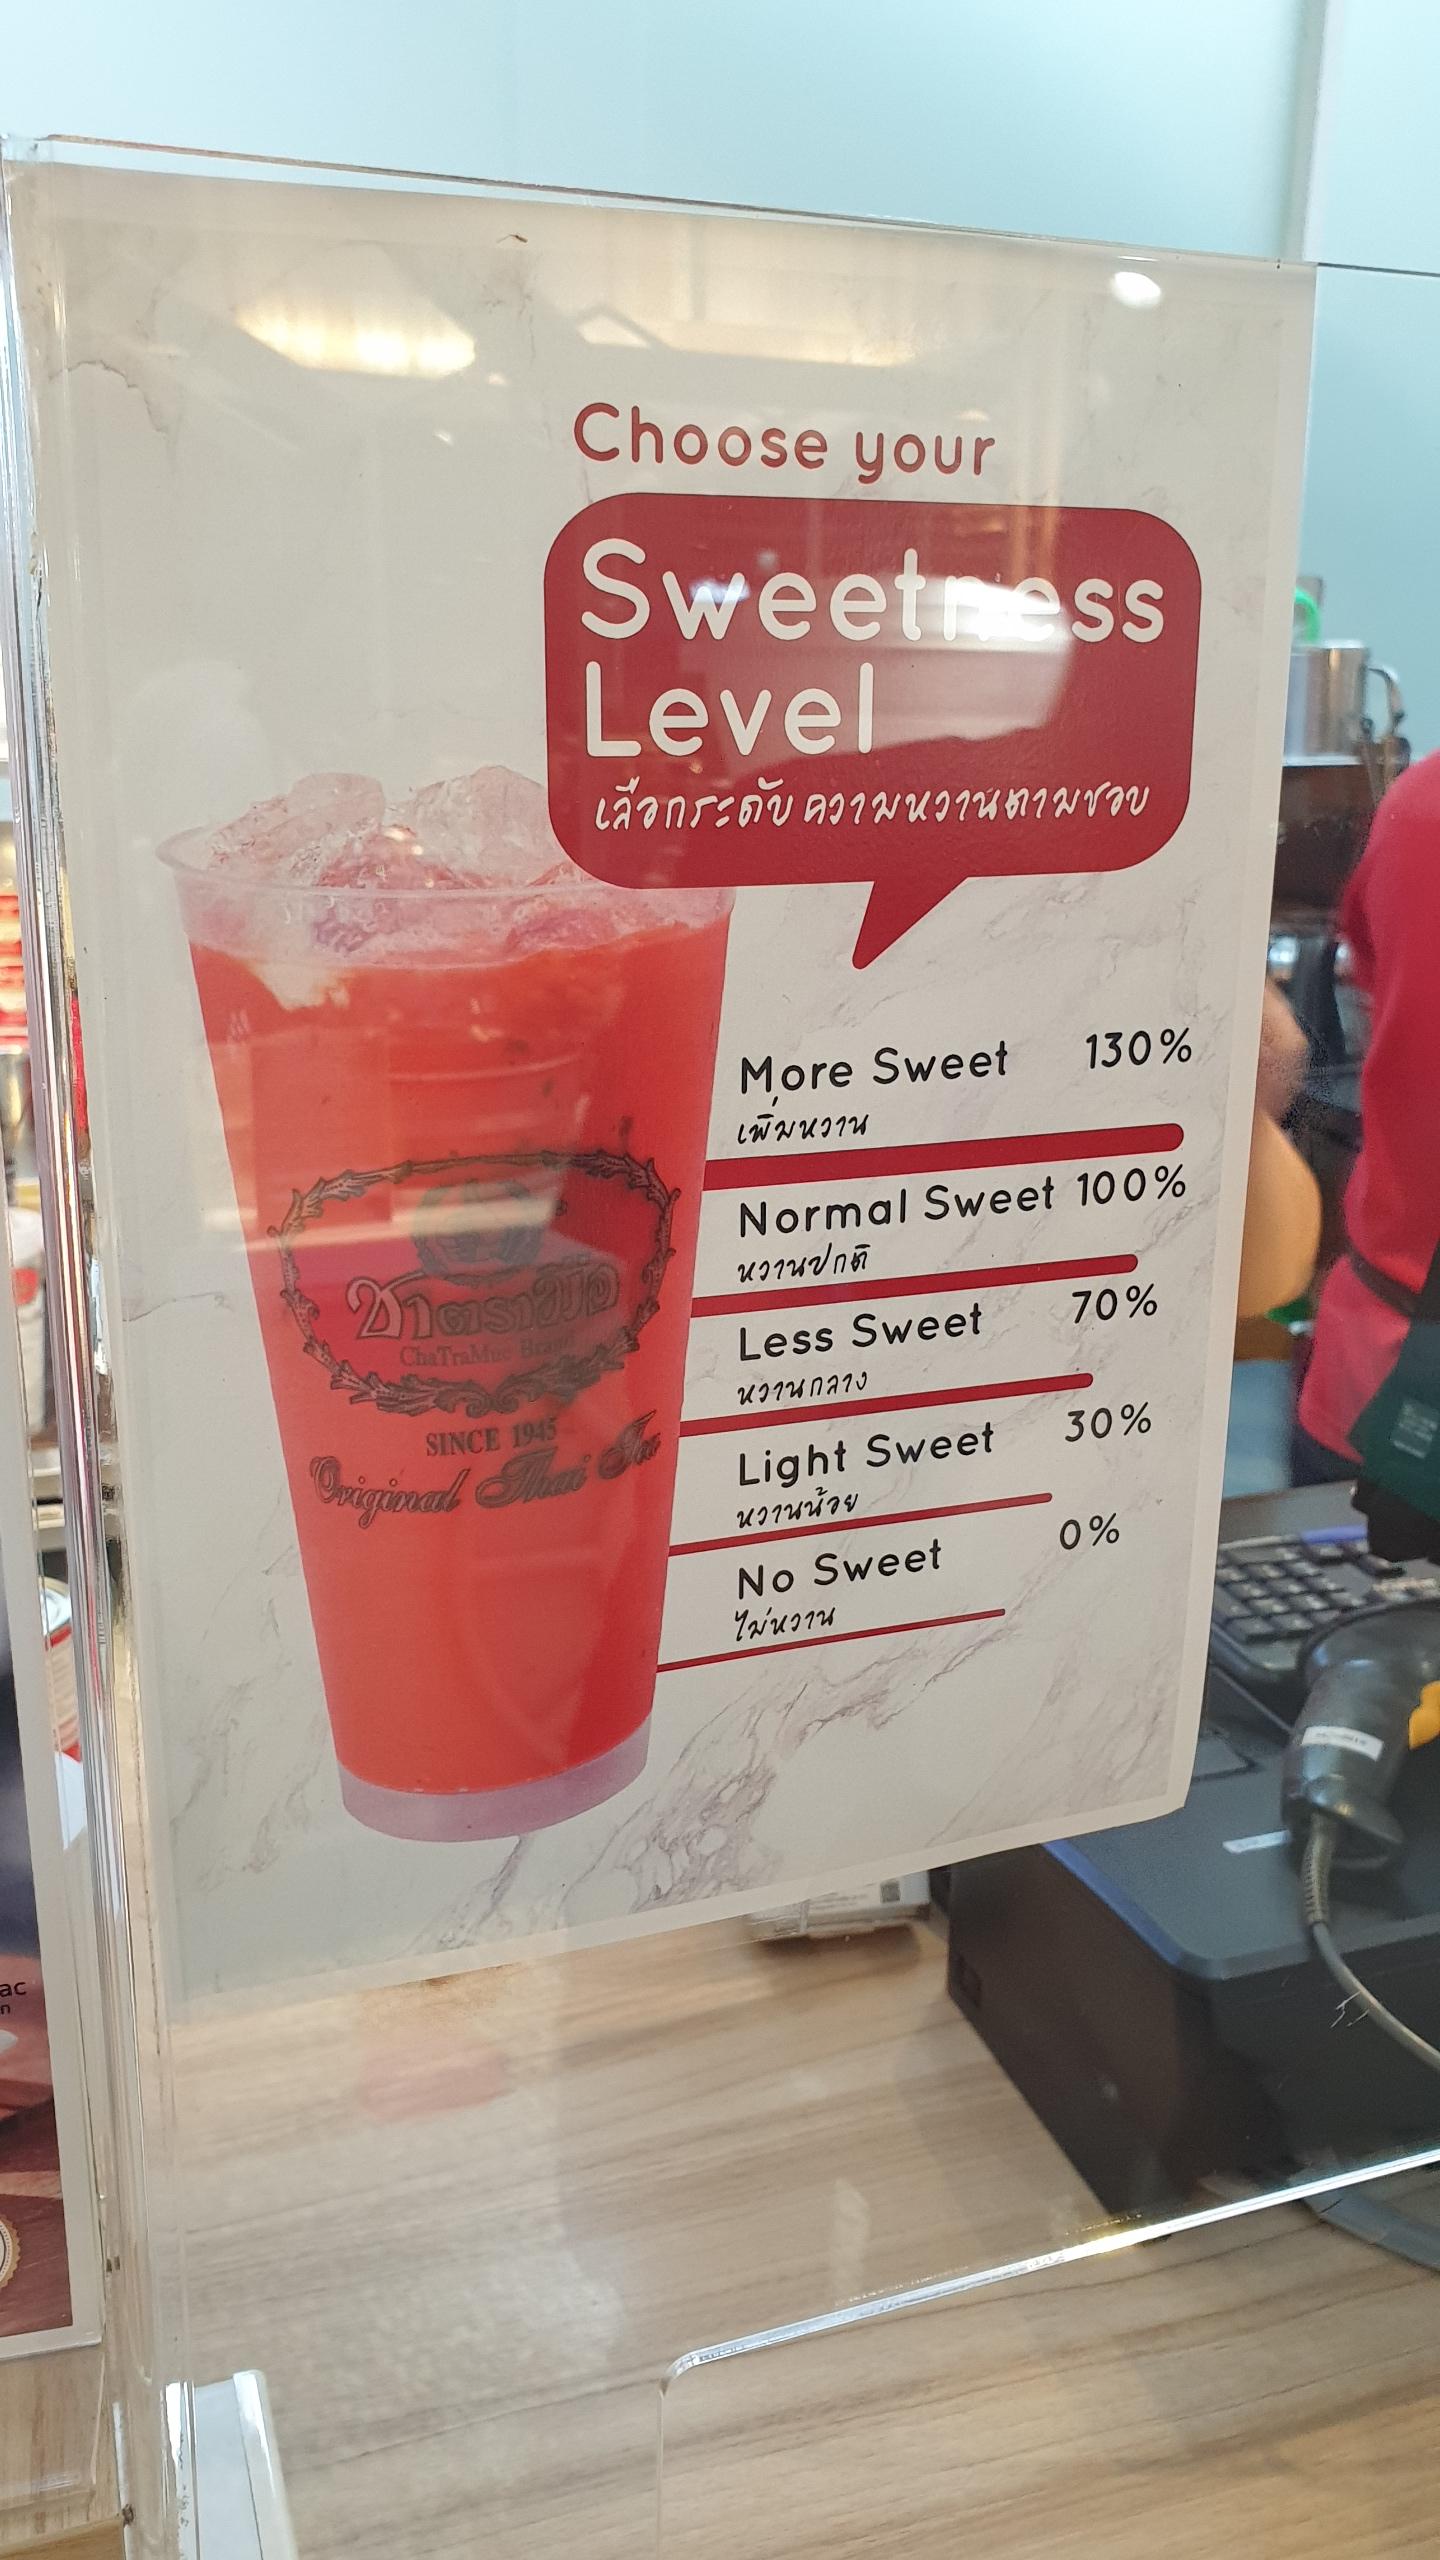 Choose your
Sweetness
Level
เลือกระดับความหวานตามชอบ
More Sweet 130%
เพิ่มหวาน
Normal Sweet 100%
หวานปกติ
Less Sweet 70%
หวานกลาง
Light Sweet 30%
หวานน้อย
No Sweet 0%
ไม่หวาน
ชาตรามือ
ChaTraMue Brand
SINCE 1945
Original Thai Tea
ac
n